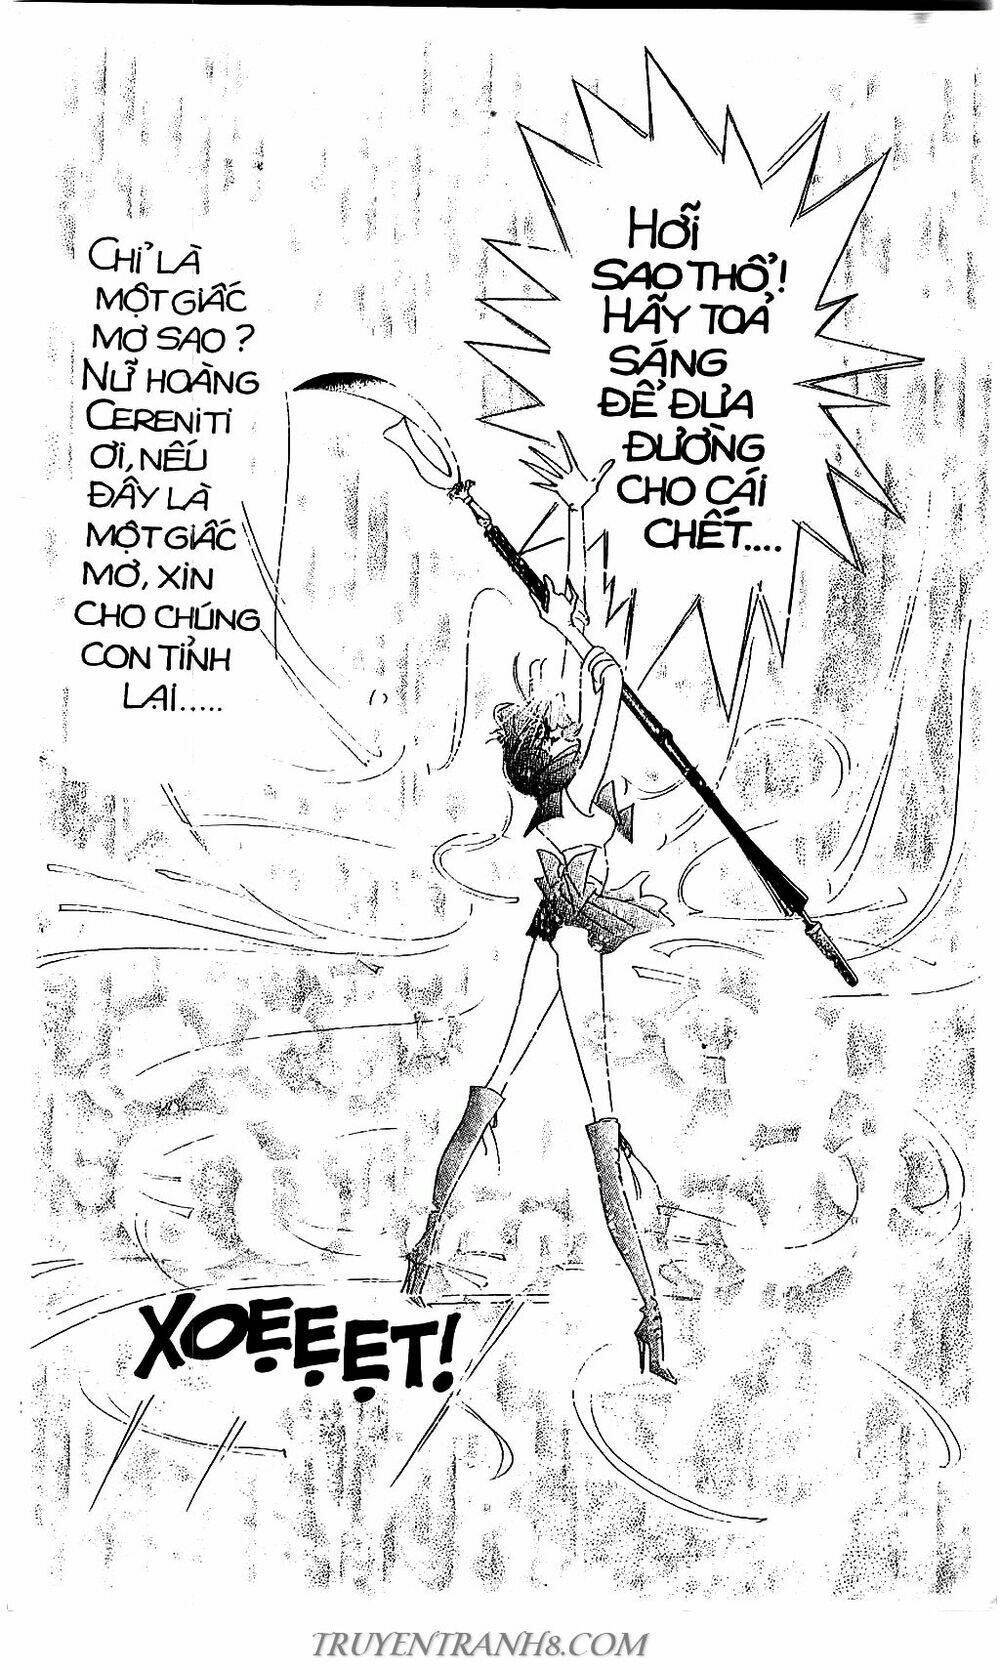 HỠI
SAO THỔ!
HÃY TOẢ
SÁNG
ĐỂ ĐƯA
ĐƯỜNG
CHO CÁI
CHẾT....
CHỈ LÀ
MỘT GIẤC
MƠ SAO?
NỮ HOÀNG
CERENITI
ƠI, NẾU
ĐÂY LÀ
MỘT GIẤC
MƠ, XIN
CHO CHÚNG
CON TỈNH
LẠI.....
XOẸẸẸT!
TRUYENTRANH8.COM